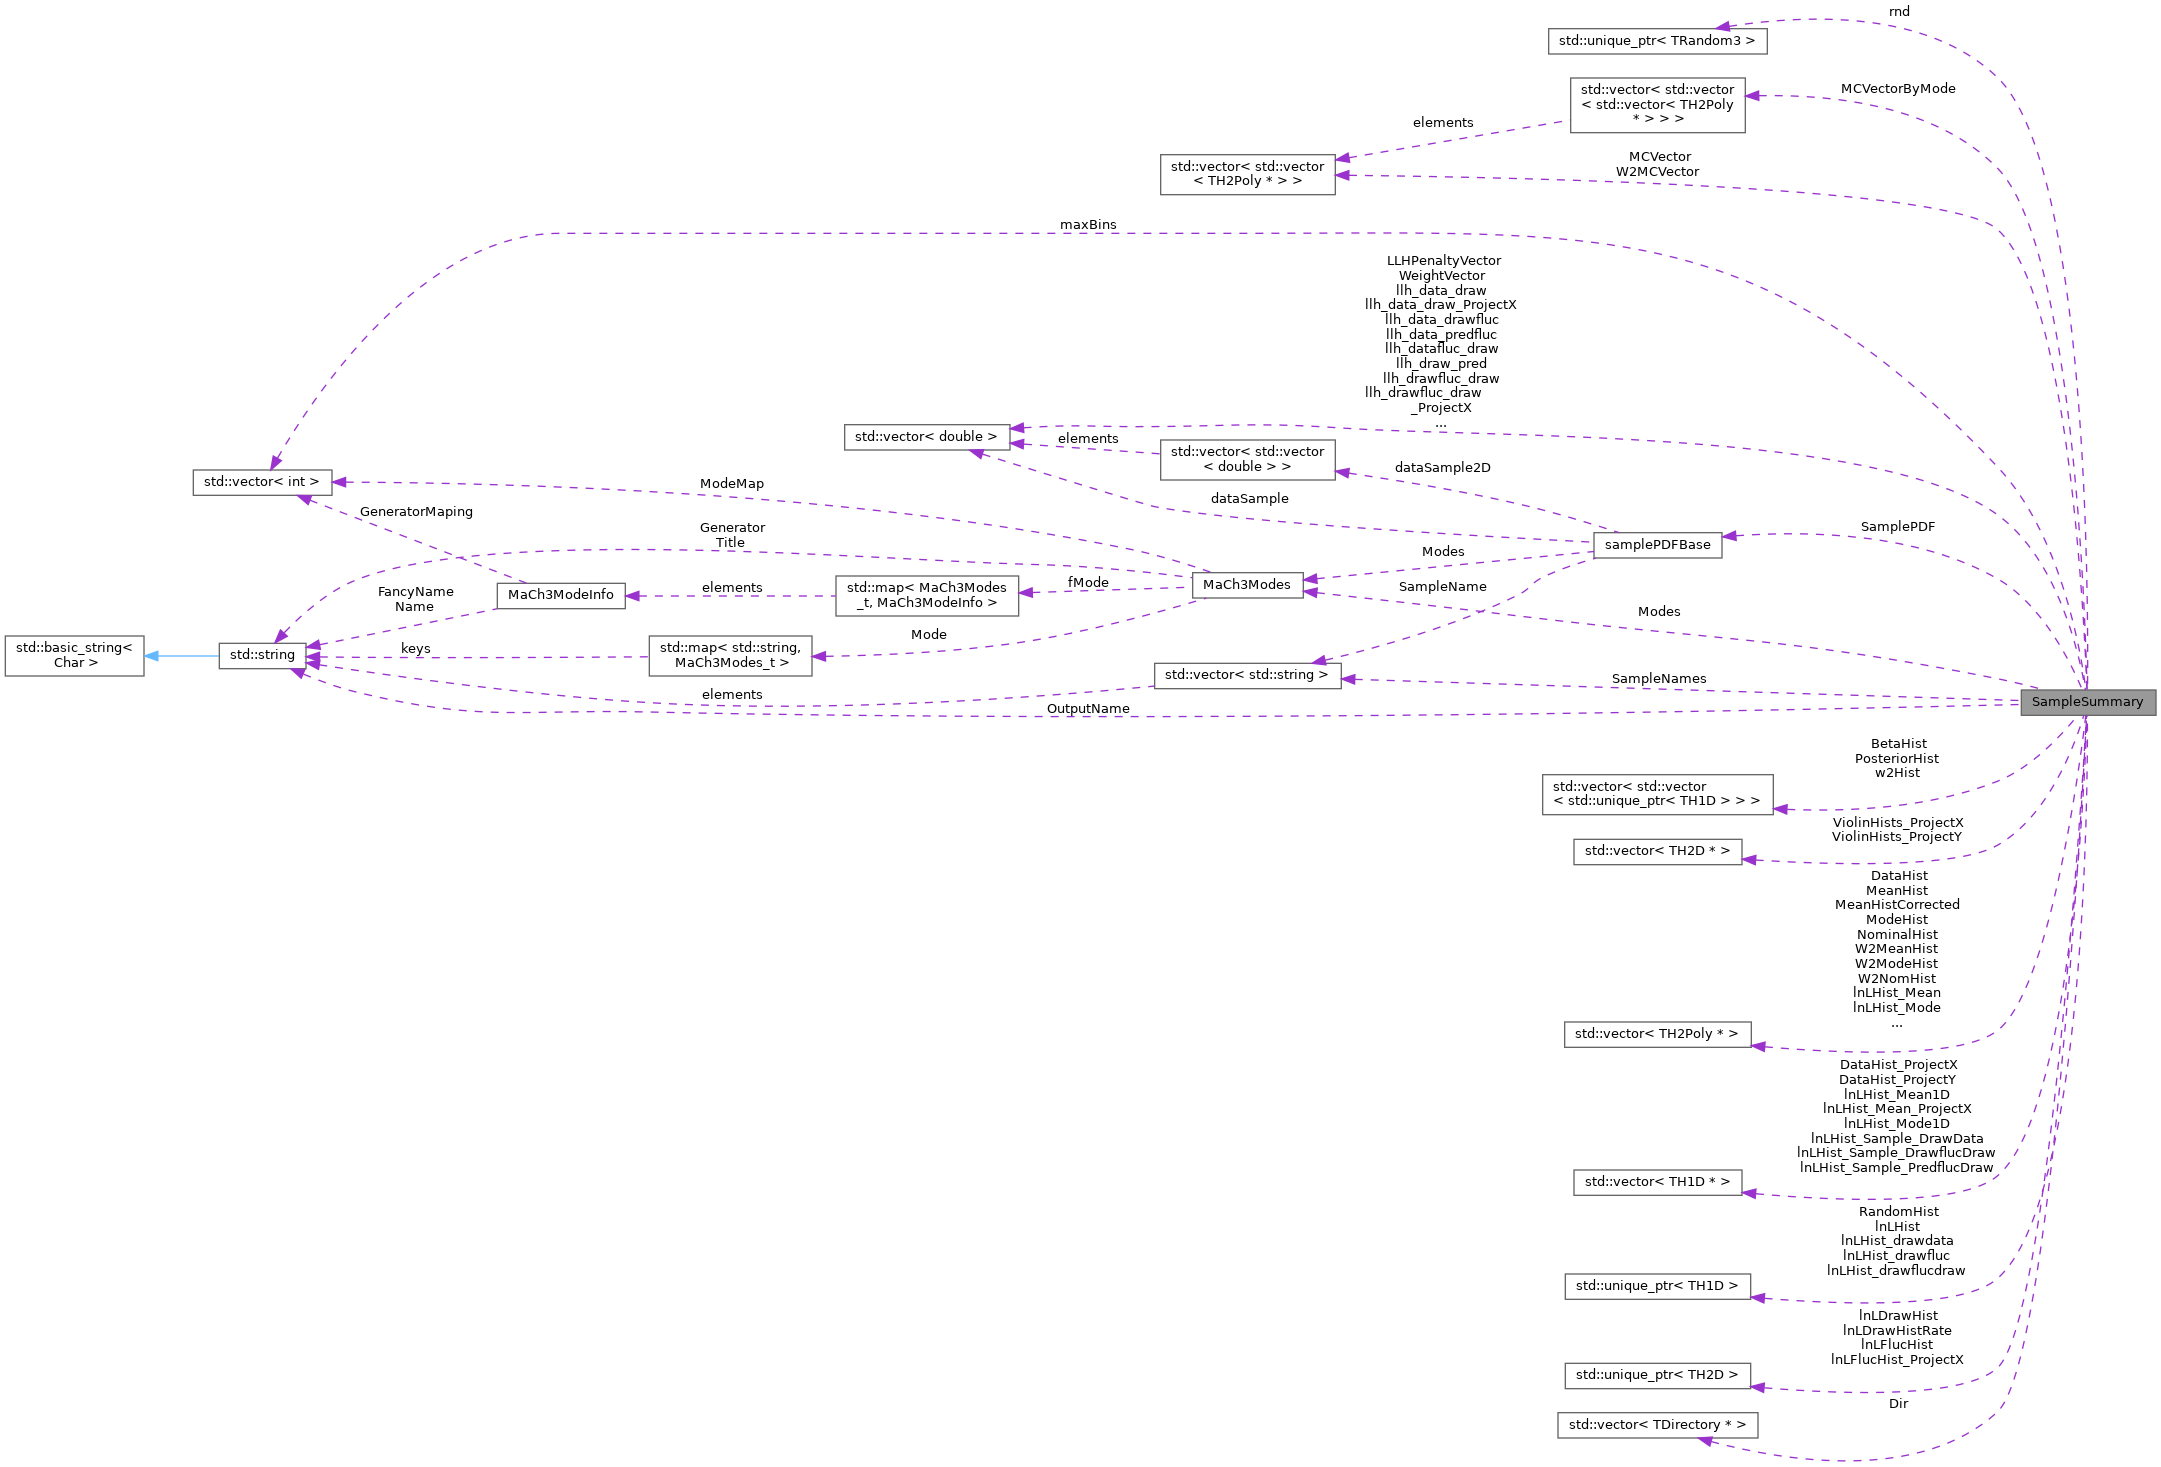 rnd
std::unique_ptr< TRandom3 >
std::vector< std::vector
< std::vector< TH2Poly
* > > >
MCVectorByMode
elements
MCVector
W2MCVector
std::vector< std::vector
< TH2Poly * > >
maxBins
LLHPenaltyVector
WeightVector
llh_data_draw
llh_data_draw_ProjectX
llh_data_drawfluc
llh_data_predfluc
llh_datafluc_draw
llh_draw_pred
llh_drawfluc_draw
llh_drawfluc_draw
_ProjectX
...
std::vector< double >
elements
std::vector< std::vector
< double > >
dataSample2D
std::vector< int >
ModeMap
dataSample
GeneratorMaping
Generator
Title
SamplePDF
samplePDFBase
Modes
MaCh3Modes
fMode
SampleName
std::map< MaCh3Modes
_t, MaCh3ModeInfo >
elements
MaCh3ModeInfo
FancyName
Name
Modes
Mode
std::basic_string<
Char >
std::string
keys
std::map< std::string,
MaCh3Modes_t >
std::vector< std::string >
SampleNames
elements
OutputName
SampleSummary
BetaHist
PosteriorHist
w2Hist
std::vector< std::vector
< std::unique_ptr< TH1D > > >
ViolinHists_ProjectX
ViolinHists_ProjectY
std::vector< TH2D * >
DataHist
MeanHist
MeanHistCorrected
ModeHist
NominalHist
W2MeanHist
W2ModeHist
W2NomHist
lnLHist_Mean
lnLHist_Mode
...
std::vector< TH2Poly * >
DataHist_ProjectX
DataHist_ProjectY
lnLHist_Mean1D
lnLHist_Mean_ProjectX
lnLHist_Mode1D
lnLHist_Sample_DrawData
lnLHist_Sample_DrawflucDraw
lnLHist_Sample_PredflucDraw
std::vector< TH1D * >
RandomHist
lnLHist
lnLHist_drawdata
lnLHist_drawfluc
lnLHist_drawflucdraw
std::unique_ptr< TH1D >
lnLDrawHist
lnLDrawHistRate
lnLFlucHist
lnLFlucHist_ProjectX
std::unique_ptr< TH2D >
Dir
std::vector< TDirectory * >